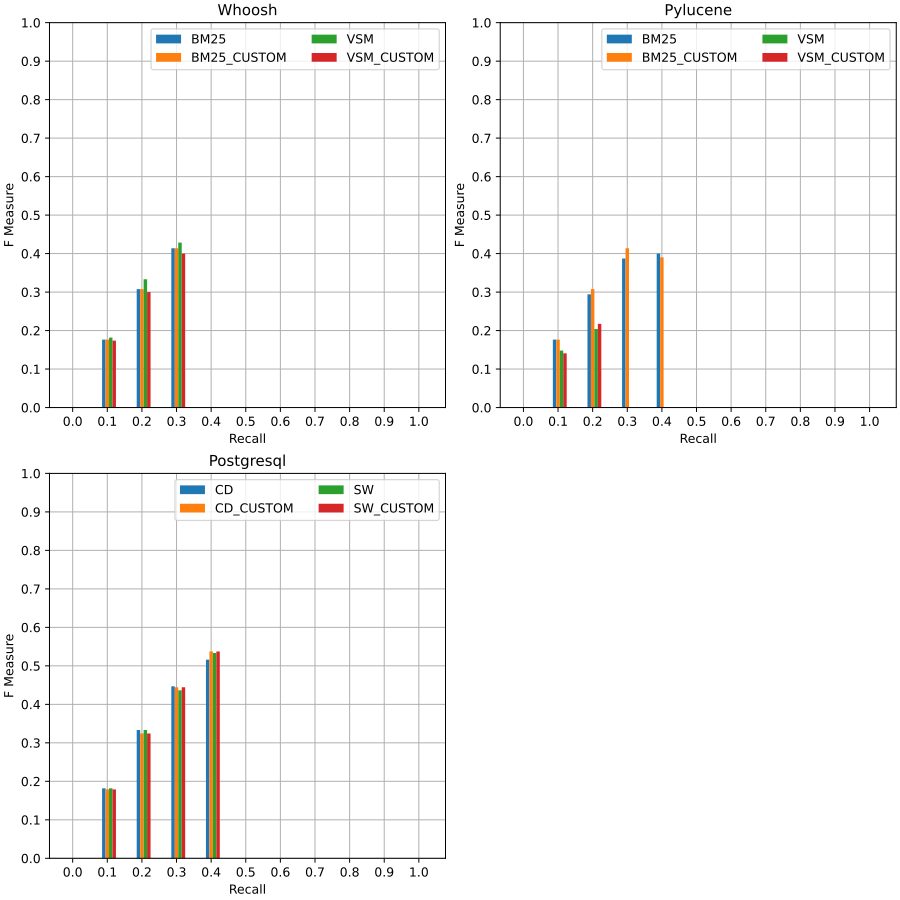 Whoosh
BM25
BM25_CUSTOM
VSM
VSM_CUSTOM
1.0
0.9
0.8
0.7
0.6
0.5
0.4
0.3
0.2
0.1
0.0
F Measure
0.0 0.1 0.2 0.3 0.4 0.5 0.6 0.7 0.8 0.9 1.0
Recall
Pylucene
BM25
BM25_CUSTOM
VSM
VSM_CUSTOM
1.0
0.9
0.8
0.7
0.6
0.5
0.4
0.3
0.2
0.1
0.0
F Measure
0.0 0.1 0.2 0.3 0.4 0.5 0.6 0.7 0.8 0.9 1.0
Recall
Postgresql
CD
CD_CUSTOM
SW
SW_CUSTOM
1.0
0.9
0.8
0.7
0.6
0.5
0.4
0.3
0.2
0.1
0.0
F Measure
0.0 0.1 0.2 0.3 0.4 0.5 0.6 0.7 0.8 0.9 1.0
Recall